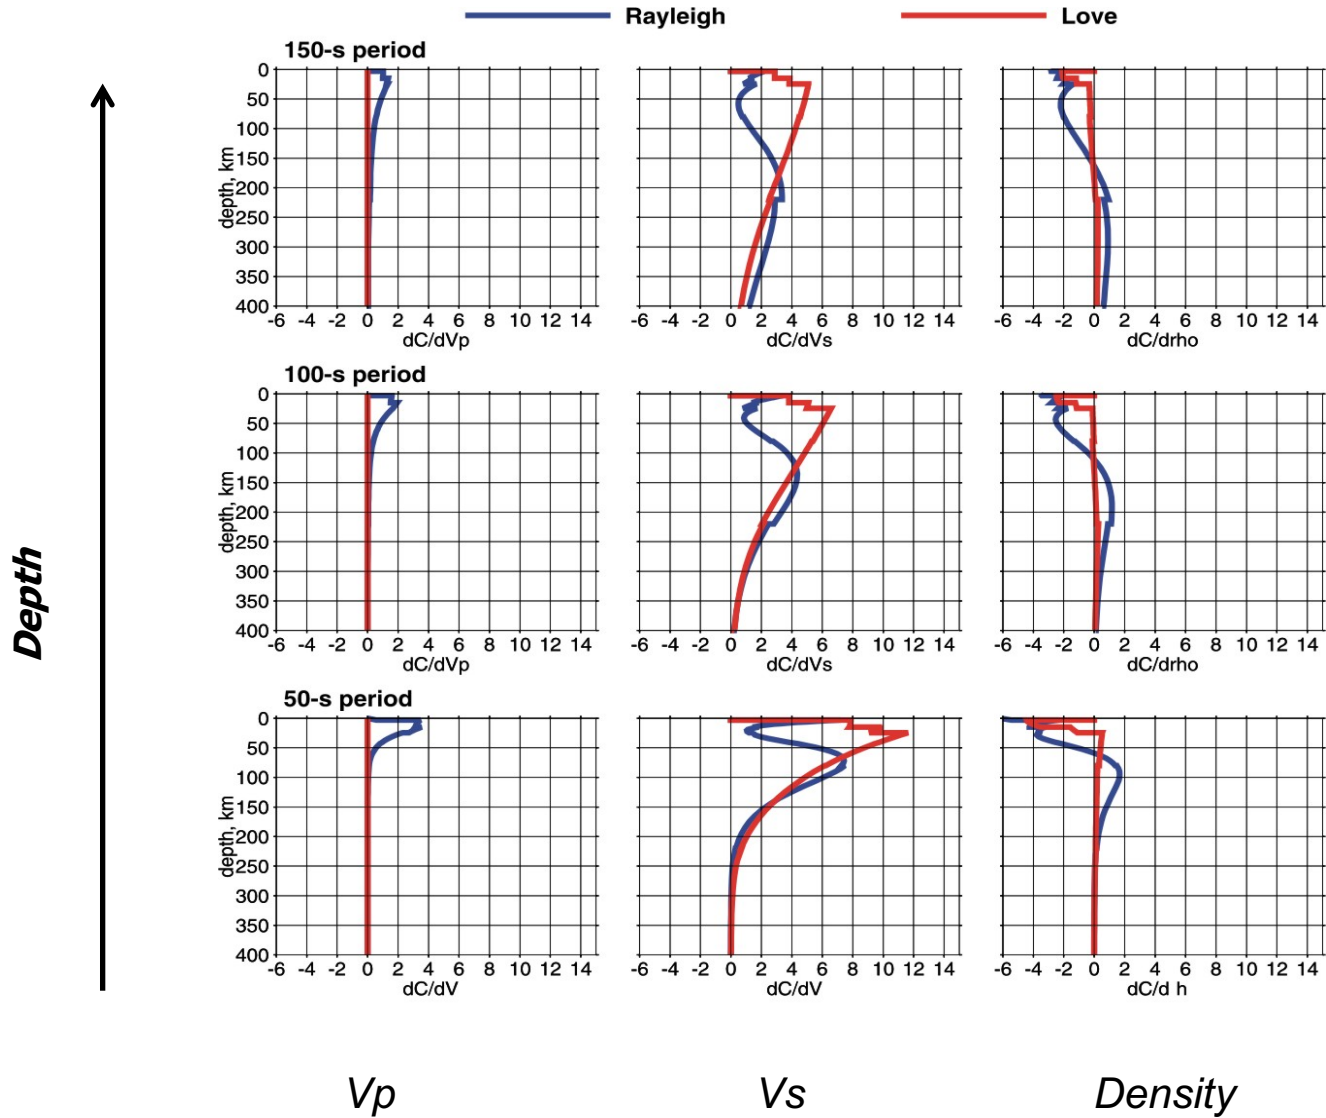 Rayleigh Love
150-s period
0
50
100
150
200
250
300
350
400
depth, km
-6 -4 -2 0 2 4 6 8 10 12 14
dC/dVp
-6 -4 -2 0 2 4 6 8 10 12 14
dC/dVs
-6 -4 -2 0 2 4 6 8 10 12 14
dC/drho
100-s period
0
50
100
150
200
250
300
350
400
depth, km
-6 -4 -2 0 2 4 6 8 10 12 14
dC/dVp
-6 -4 -2 0 2 4 6 8 10 12 14
dC/dVs
-6 -4 -2 0 2 4 6 8 10 12 14
dC/drho
50-s period
0
50
100
150
200
250
300
350
400
depth, km
-6 -4 -2 0 2 4 6 8 10 12 14
dC/dV
-6 -4 -2 0 2 4 6 8 10 12 14
dC/dV
-6 -4 -2 0 2 4 6 8 10 12 14
dC/d h
Depth
Vp Vs Density